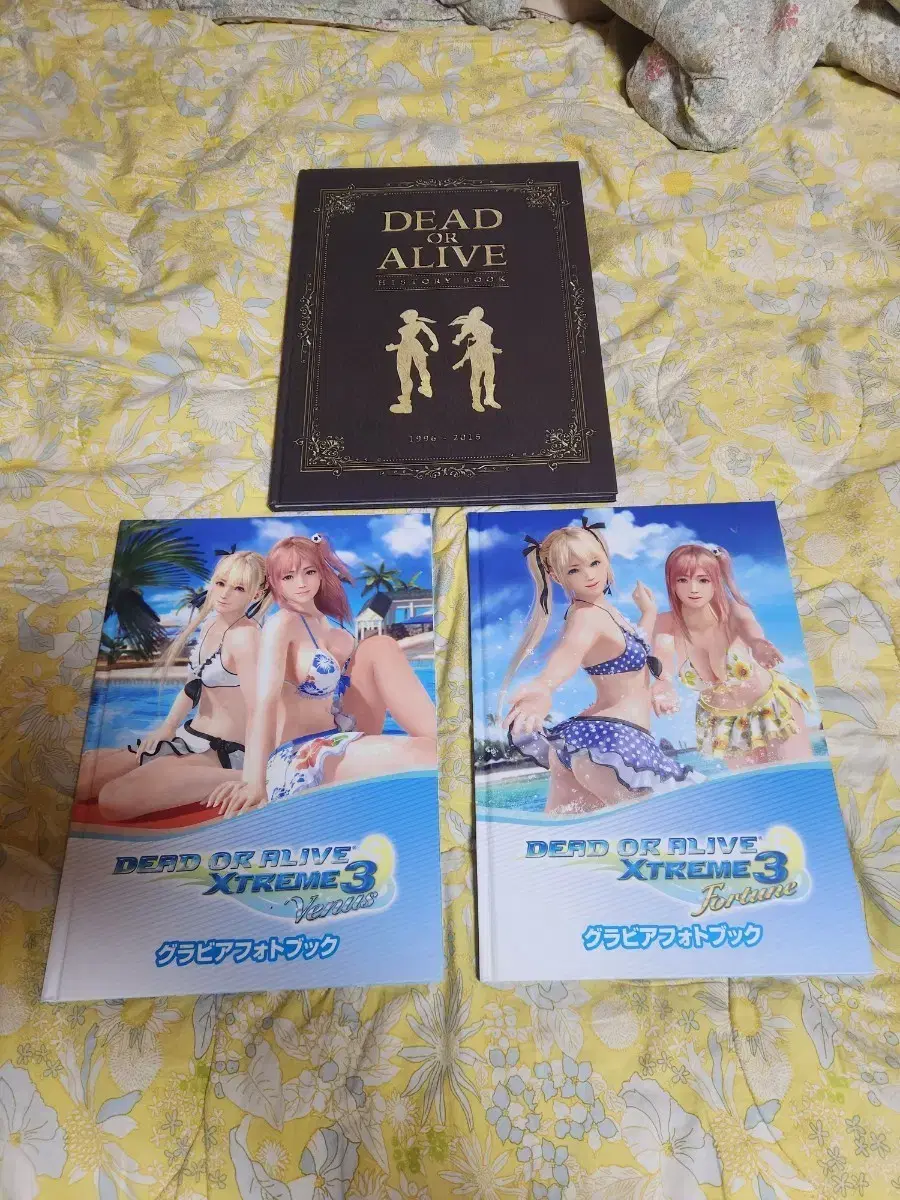 DEAD
OR
ALIVE
HISTORY BOOK
1996 - 2015
DEAD OR ALIVE
XTREME 3
Venus
グラビアフォトブック
DEAD OR ALIVE
XTREME 3
Fortune
グラビアフォトブック